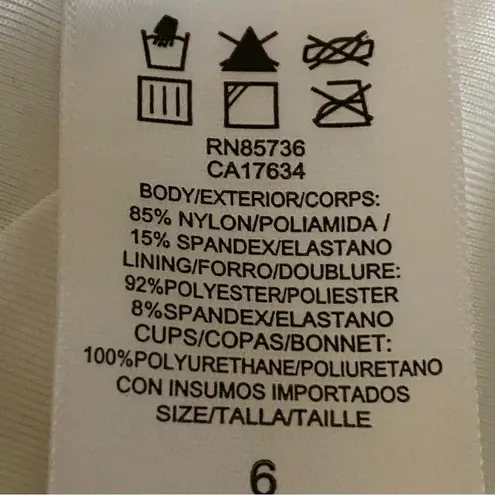 RN85736
CA17634
BODY/EXTERIOR/CORPS:
85% NYLON/POLIAMIDA /
15% SPANDEX/ELASTANO
LINING/FORRO/DOUBLURE:
92%POLYESTER/POLIESTER
8%SPANDEX/ELASTANO
CUPS/COPAS/BONNET:
100%POLYURETHANE/POLIURETANO
CON INSUMOS IMPORTADOS
SIZE/TALLA/TAILLE
6